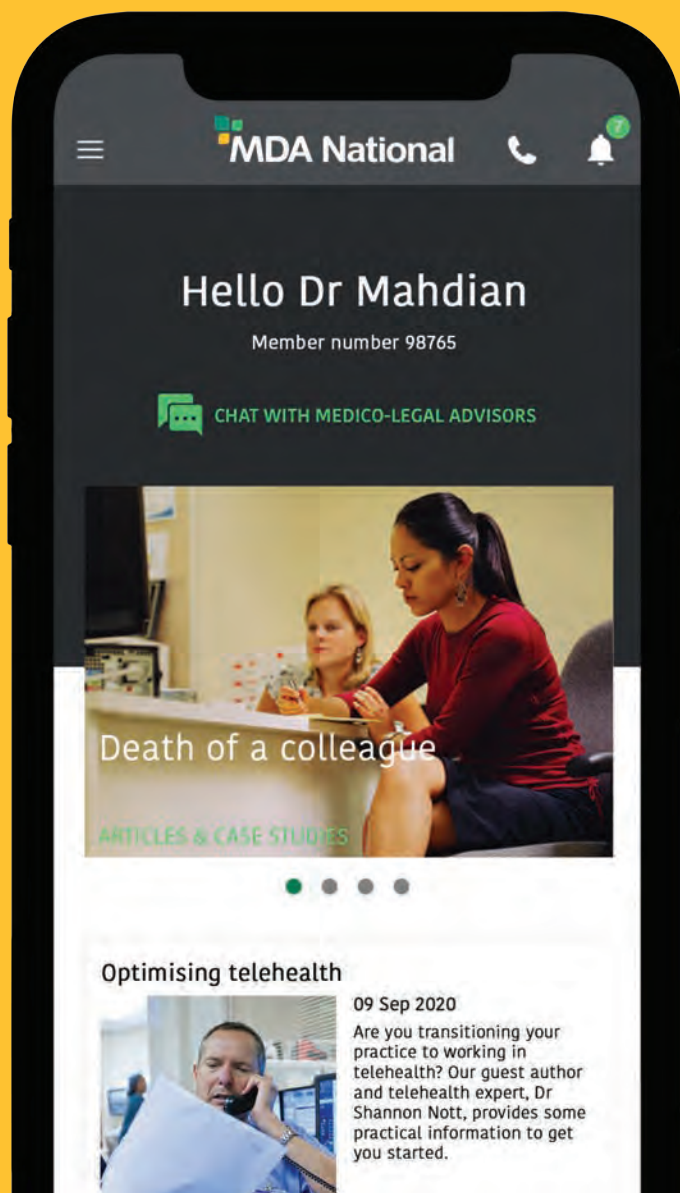 MDA National
7
Hello Dr Mahdian
Member number 98765
CHAT WITH MEDICO-LEGAL ADVISORS
Death of a colleague
ARTICLES & CASE STUDIES
Optimising telehealth
09 Sep 2020
Are you transitioning your
practice to working in
telehealth? Our guest author
and telehealth expert, Dr
Shannon Nott, provides some
practical information to get
you started.